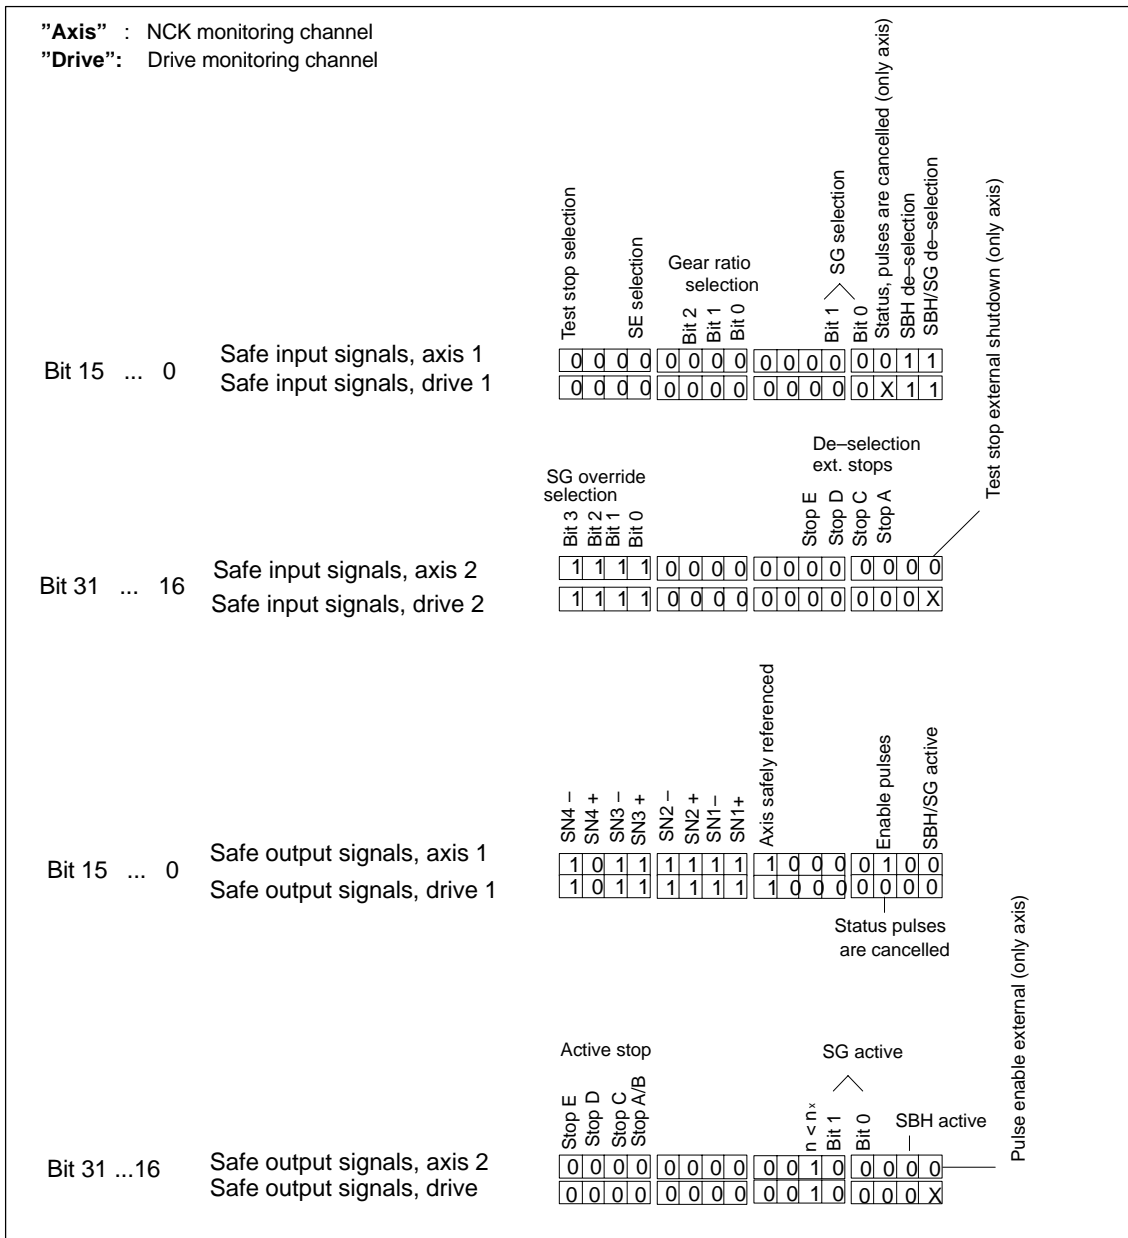 ”Axis” : NCK monitoring channel
”Drive”: Drive monitoring channel
Test stop selection
SE selection
Gear ratio
selection
Bit 2
Bit 1
Bit 0
SG selection
Bit 1
Bit 0
Status, pulses are cancelled (only axis)
SBH de–selection
SBH/SG de–selection
Bit 15 ... 0
Safe input signals, axis 1
0 0 0 0 0 0 0 0 0 0 0 0 0 0 1 1
Safe input signals, drive 1
0 0 0 0 0 0 0 0 0 0 0 0 0 X 1 1
Test stop external shutdown (only axis)
SG override
selection
Bit 3
Bit 2
Bit 1
Bit 0
De–selection
ext. stops
Stop E
Stop D
Stop C
Stop A
Bit 31 ... 16
Safe input signals, axis 2
1 1 1 1 0 0 0 0 0 0 0 0 0 0 0 0
Safe input signals, drive 2
1 1 1 1 0 0 0 0 0 0 0 0 0 0 0 X
SN4 –
SN4 +
SN3 –
SN3 +
SN2 –
SN2 +
SN1–
SN1+
Axis safely referenced
Enable pulses
SBH/SG active
Bit 15 ... 0
Safe output signals, axis 1
1 0 1 1 1 1 1 1 1 0 0 0 0 1 0 0
Safe output signals, drive 1
1 0 1 1 1 1 1 1 1 0 0 0 0 0 0 0
Status pulses
are cancelled
Pulse enable external (only axis)
Active stop
Stop E
Stop D
Stop C
Stop A/B
SG active
n < nx
Bit 1
Bit 0
SBH active
Bit 31 ...16
Safe output signals, axis 2
0 0 0 0 0 0 0 0 0 0 1 0 0 0 0 0
Safe output signals, drive
0 0 0 0 0 0 0 0 0 0 1 0 0 0 0 X